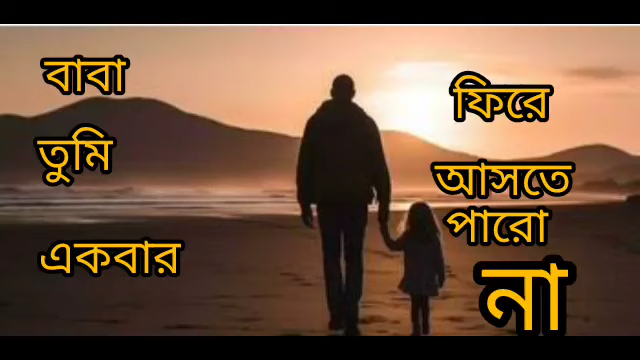 বাবা
তুমি
একবার
ফিরে
আসতে
পারো
না